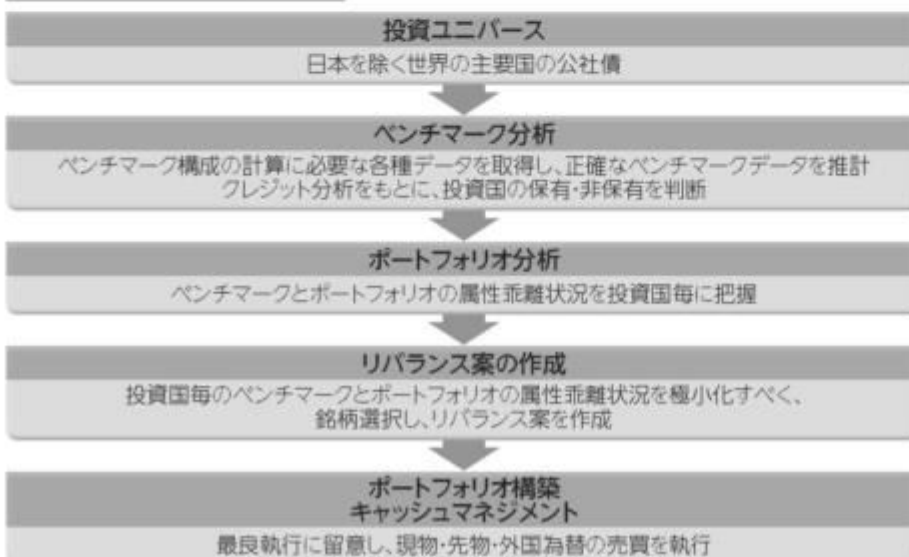 投資ユニバース
日本を除く世界の主要国の公社債
ベンチマーク分析
ベンチマーク構成の計算に必要な各種データを取得し、正確なベンチマークデータを推計
クレジット分析をもとに、投資国の保有・非保有を判断
ポートフォリオ分析
ベンチマークとポートフォリオの属性乖離状況を投資国毎に把握
リバランス案の作成
投資国毎のベンチマークとポートフォリオの属性乖離状況を極小化すべく、
銘柄選択し、リバランス案を作成
ポートフォリオ構築
キャッシュマネジメント
最良執行に留意し、現物・先物・外国為替の売買を執行